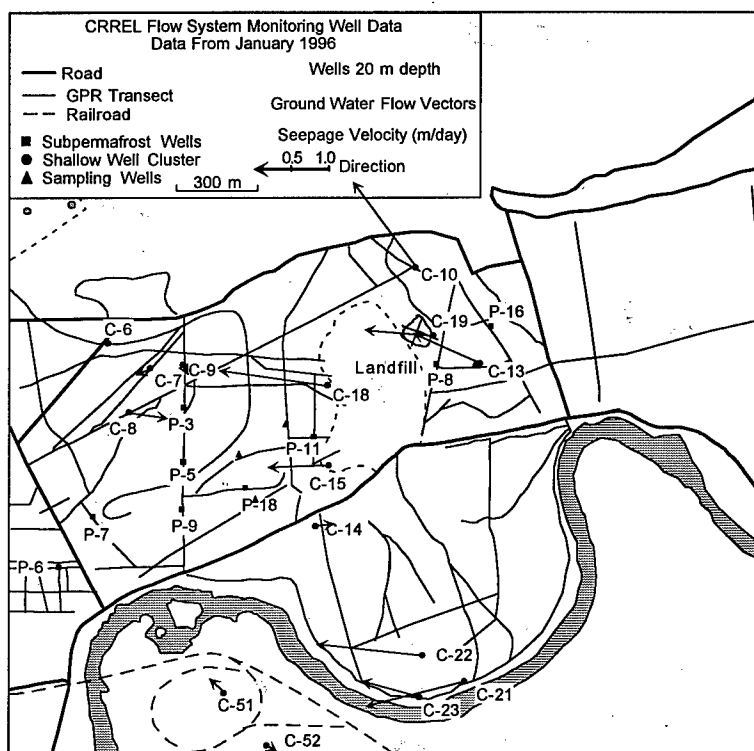 CRREL Flow System Monitoring Well Data
Data From January 1996
Road
Wells 20 m depth
GPR Transect
Railroad
Ground Water Flow Vectors
Seepage Velocity (m/day)
Subpermafrost Wells
Shallow Well Cluster
Sampling Wells
0.5 1.0
Direction
300 m
C-10
P-16
C-6
C-19
C-13
Landfill
P-8
C-9
C-7
C-18
C-8
P-3
P-11
P-5
C-15
P-18
P-9
P-7
C-14
P-6
C-22
C-21
C-23
C-51
C-52